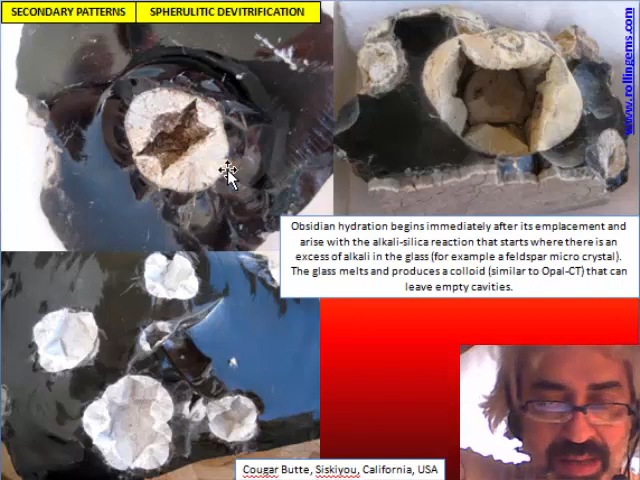 SECONDARY PATTERNS SPHERULITIC DEVITRIFICATION
www.rollingems.com
Obsidian hydration begins immediately after its emplacement and
arise with the alkali-silica reaction that starts where there is an
excess of alkali in the glass (for example a feldspar micro crystal).
The glass melts and produces a colloid (similar to Opal-CT) that can
leave empty cavities.
Cougar Butte, Siskiyou, California, USA